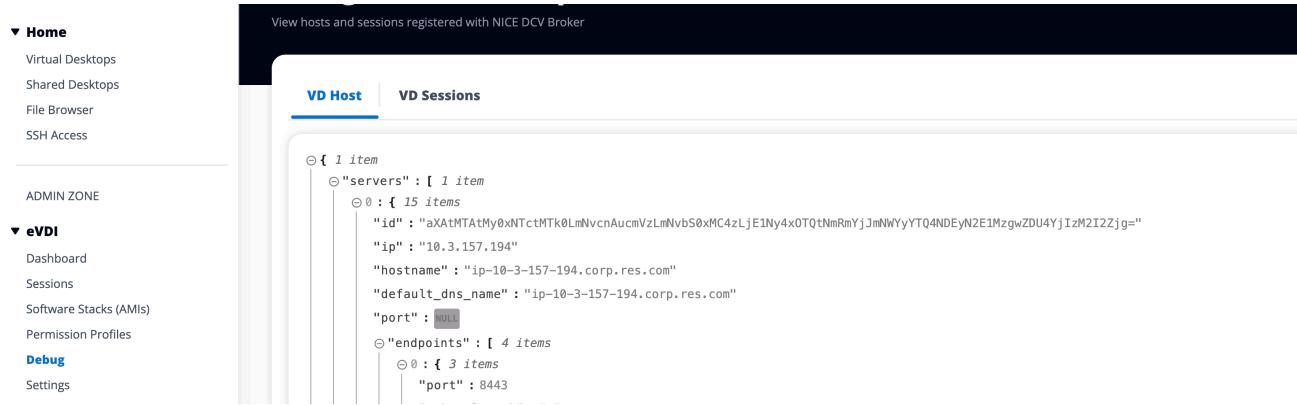 View hosts and sessions registered with NICE DCV Broker
Home
Virtual Desktops
Shared Desktops
File Browser
SSH Access
ADMIN ZONE
eVDI
Dashboard
Sessions
Software Stacks (AMIs)
Permission Profiles
Debug
Settings
VD Host
VD Sessions
{ 1 item
"servers" : [ 1 item
0 : { 15 items
"id" : "aXAtMTAtMy0xNTctMTk0LmNvcnAucmVzLmNvbS0xMC4zLjE1Ny4xOTQtNmRmYjJmNWYyYTQ4NDEyN2E1MzgwZDU4YjIzM2I2Zjg="
"ip" : "10.3.157.194"
"hostname" : "ip-10-3-157-194.corp.res.com"
"default_dns_name" : "ip-10-3-157-194.corp.res.com"
"port" : NULL
"endpoints" : [ 4 items
0 : { 3 items
"port" : 8443